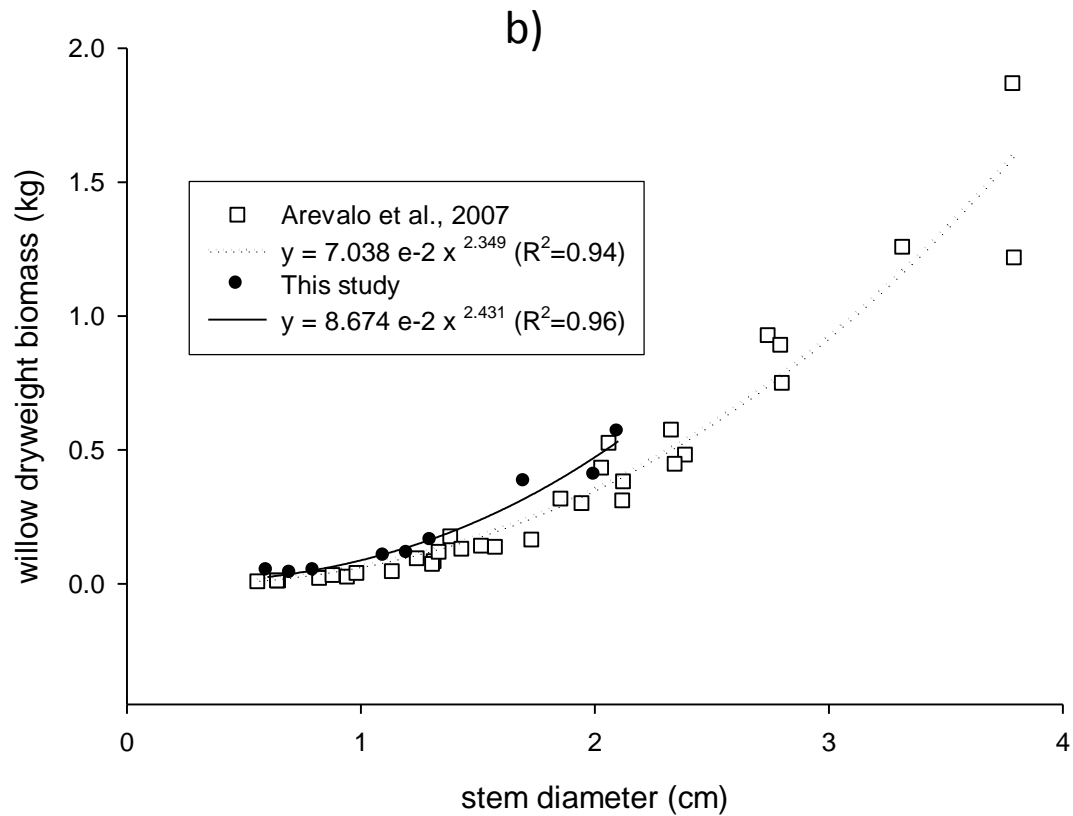 b)
2.0
1.5
1.0
0.5
0.0
willow dryweight biomass (kg)
Arevalo et al., 2007
y = 7.038 e-2 x 2.349 (R2=0.94)
This study
y = 8.674 e-2 x 2.431 (R2=0.96)
0 1 2 3 4
stem diameter (cm)